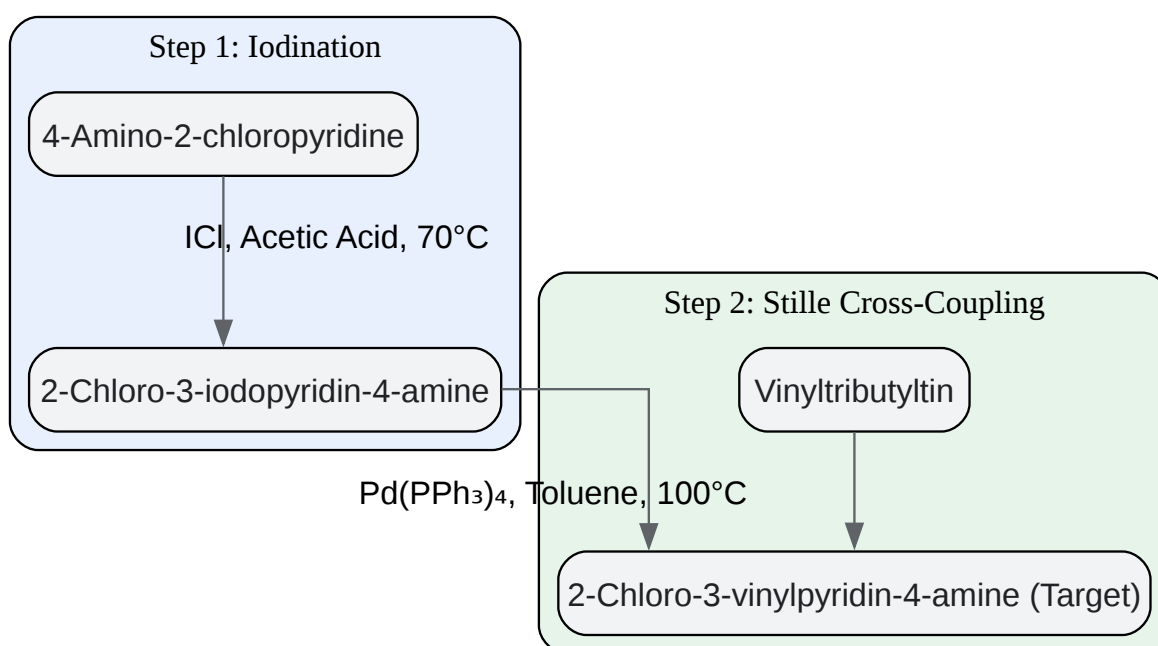 Step 1: Iodination
4-Amino-2-chloropyridine
ICl, Acetic Acid, 70°C
2-Chloro-3-iodopyridin-4-amine
Step 2: Stille Cross-Coupling
Vinyltributyltin
Pd(PPh₃)₄, Toluene, 100°C
2-Chloro-3-vinylpyridin-4-amine (Target)